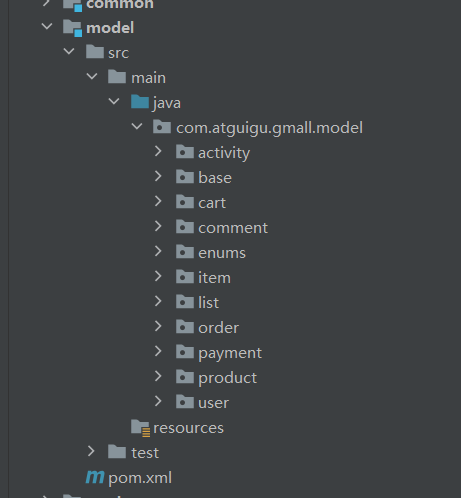 common
model
src
main
java
com.atguigu.gmall.model
activity
base
cart
comment
enums
item
list
order
payment
product
user
resources
test
pom.xml